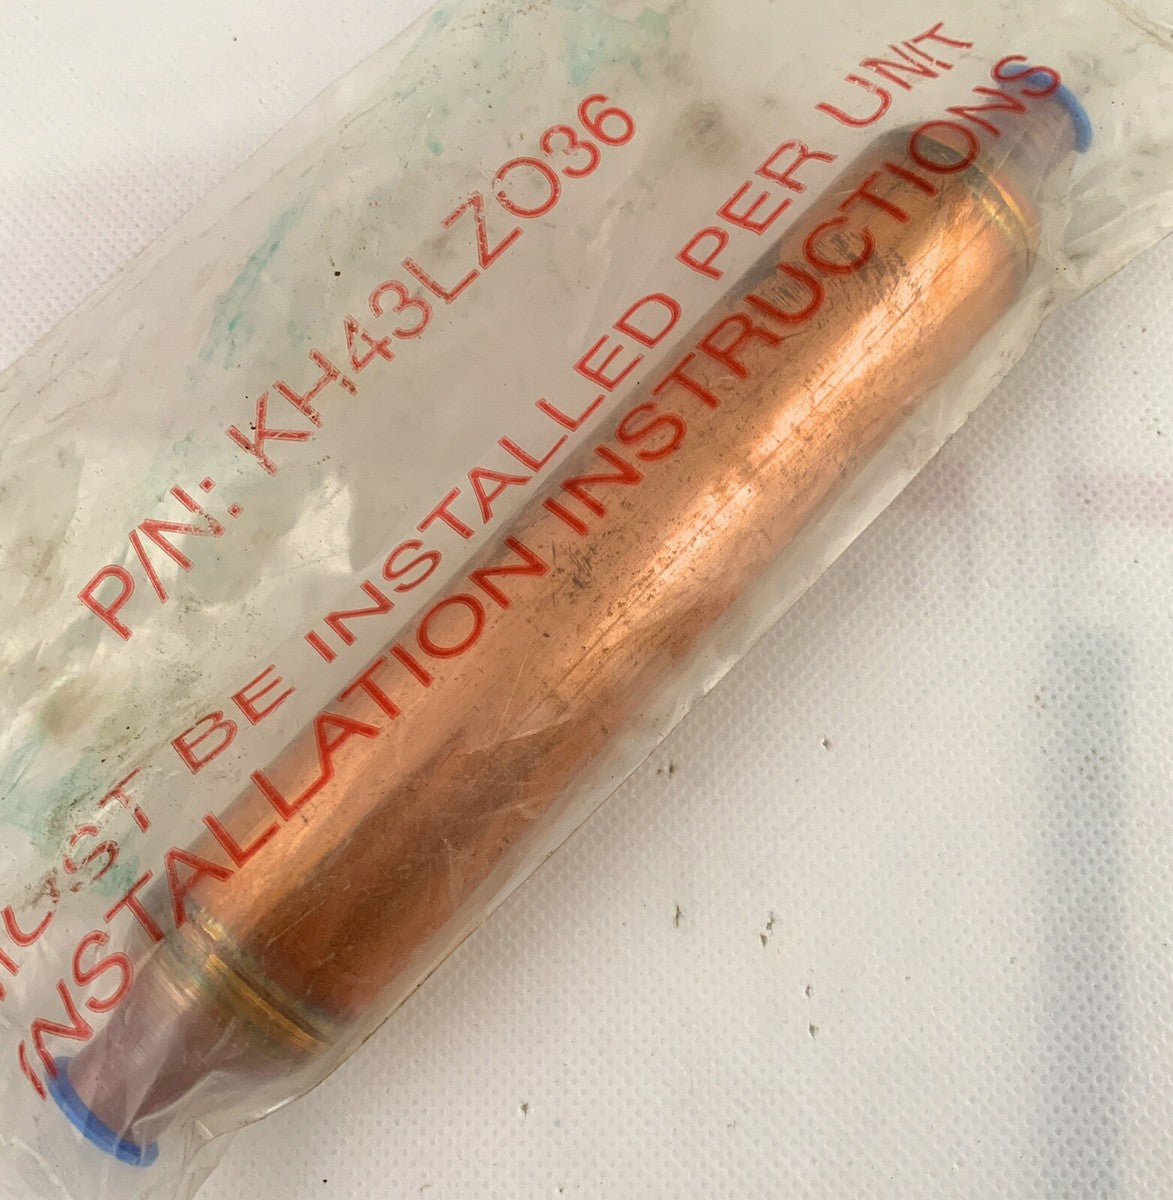 P/N: KH43LZ036
MUST BE INSTALLED PER UNIT
INSTALLATION INSTRUCTIONS